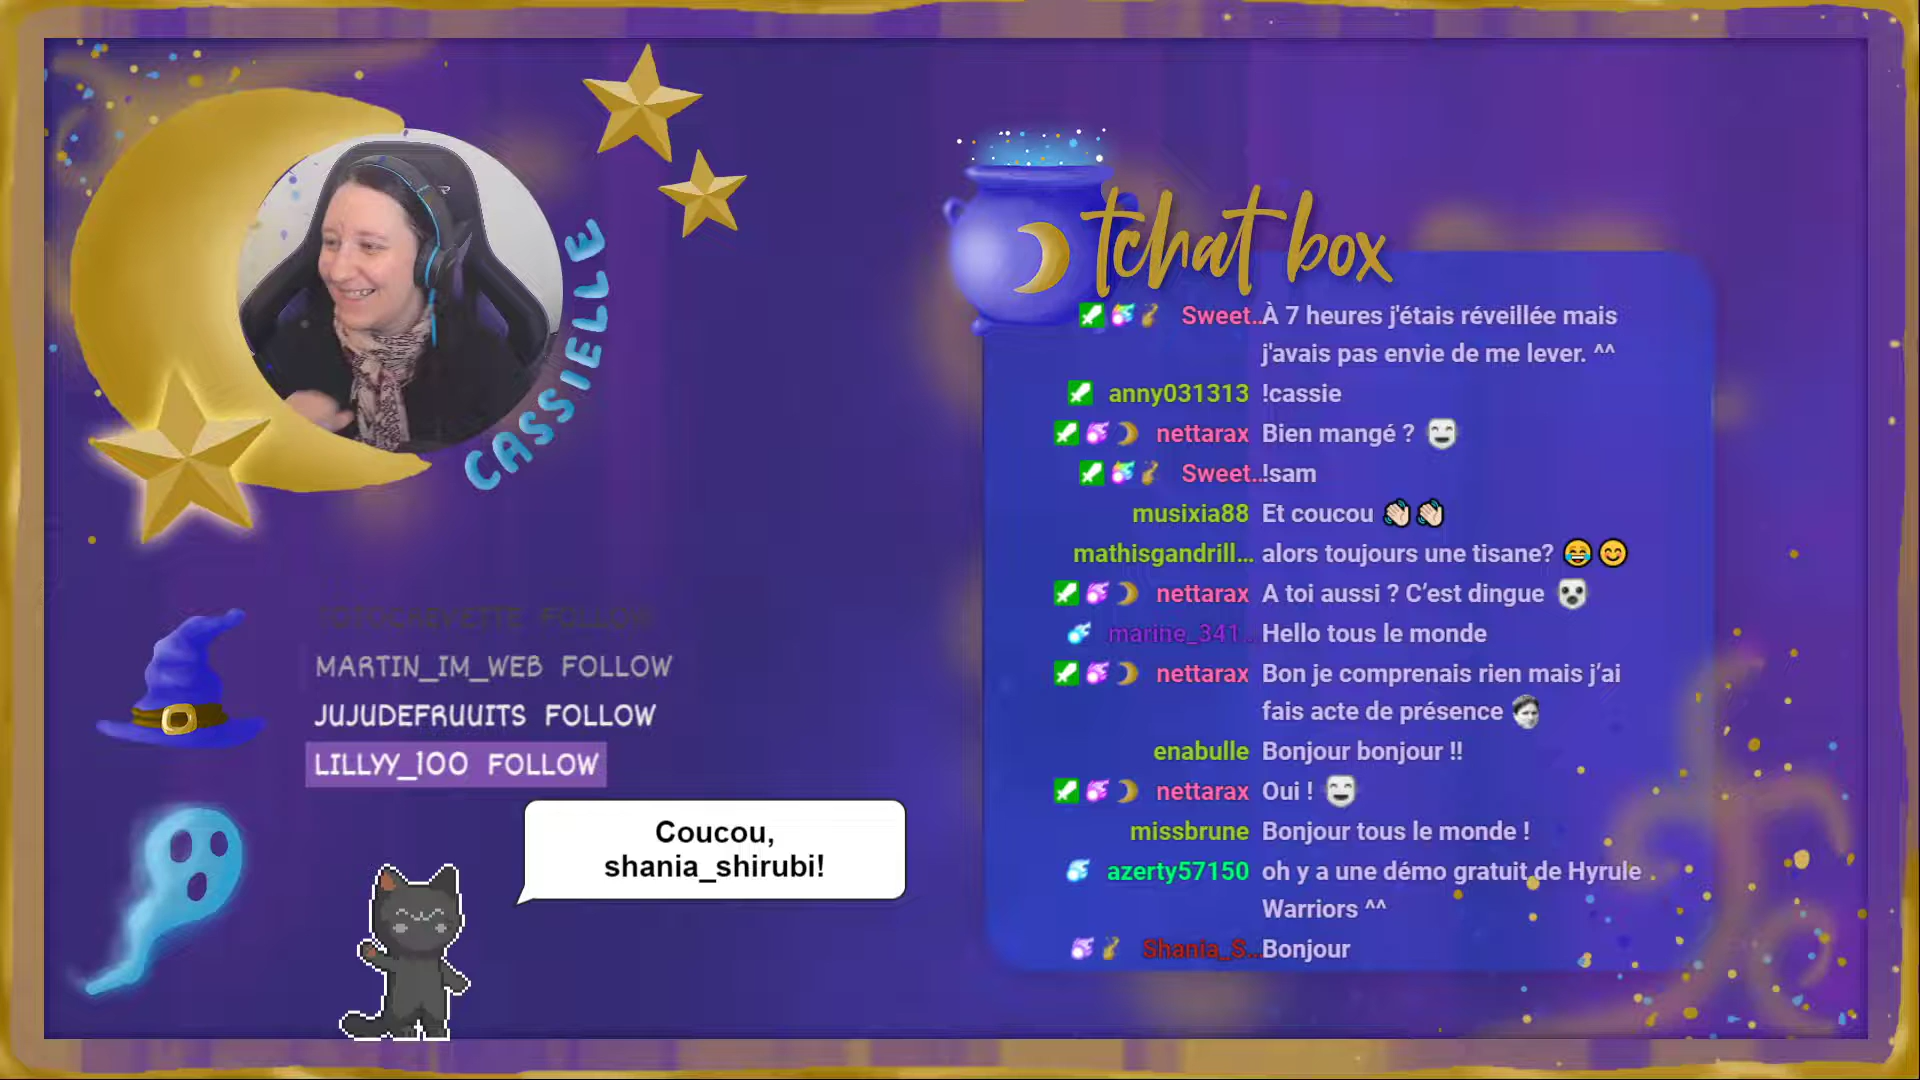 CASSIELLE
TOTOCREVETTE FOLLOW
MARTIN_IM_WEB FOLLOW
JUJUDEFRUUITS FOLLOW
LILLYY_100 FOLLOW
Coucou,
shania_shirubi!
tchat box
Sweet.. À 7 heures j'étais réveillée mais
j'avais pas envie de me lever. ^^
anny031313 !cassie
nettarax Bien mangé ?
Sweet.. !sam
musixia88 Et coucou 👋🏻 👋🏻
mathisgandrill... alors toujours une tisane? 😂 😊
nettarax A toi aussi ? C’est dingue
marine_341... Hello tous le monde
nettarax Bon je comprenais rien mais j’ai
fais acte de présence
enabulle Bonjour bonjour !!
nettarax Oui !
missbrune Bonjour tous le monde !
azerty57150 oh y a une démo gratuit de Hyrule
Warriors ^^
Shania_S... Bonjour